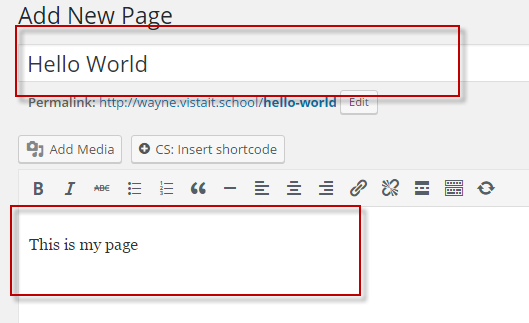 Add New Page
Hello World
Permalink: http://wayne.vistait.school/hello-world Edit
Add Media CS: Insert shortcode
B I ABC
This is my page